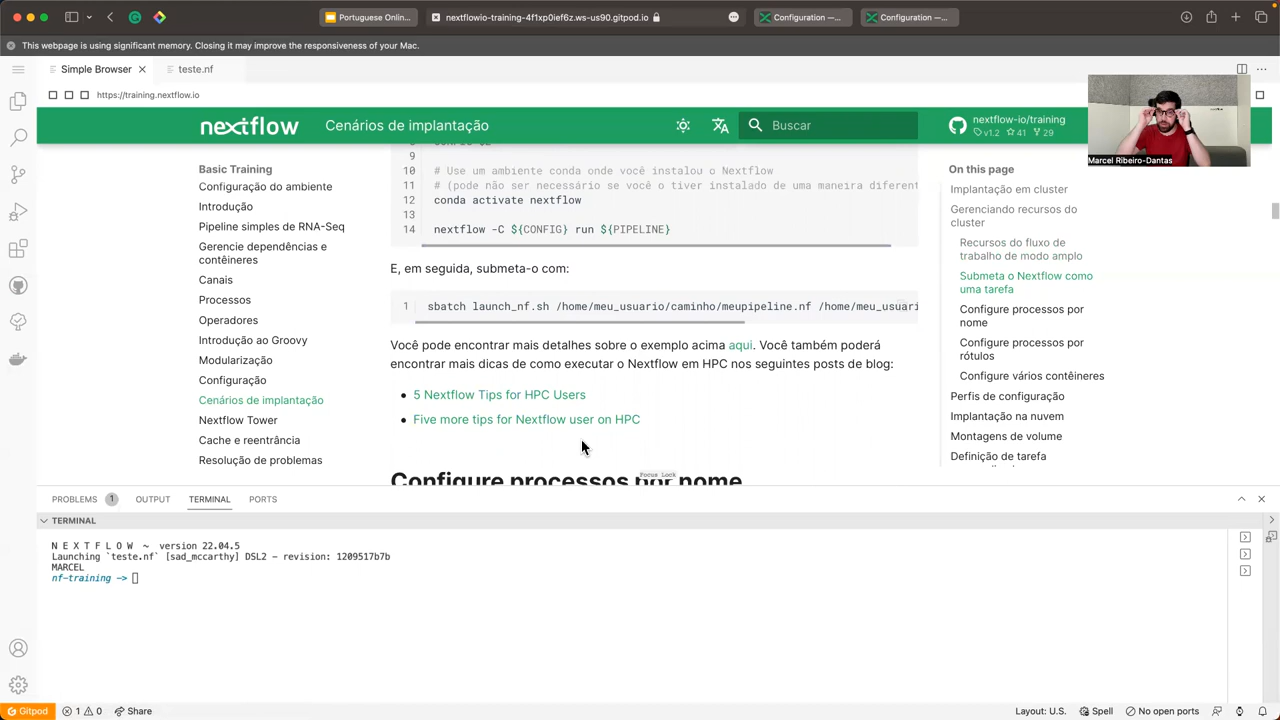 Portuguese Onlin...
nextflowio-training-4f1xp0ief6z.ws-us90.gitpod.io
Configuration —...
Configuration —...
This webpage is using significant memory. Closing it may improve the responsiveness of your Mac.
Simple Browser
teste.nf
https://training.nextflow.io
nextflow
Cenários de implantação
Buscar
nextflow-io/training
v1.2 41 29
Marcel Ribeiro-Dantas
Basic Training
Configuração do ambiente
Introdução
Pipeline simples de RNA-Seq
Gerencie dependências e
contêineres
Canais
Processos
Operadores
Introdução ao Groovy
Modularização
Configuração
Cenários de implantação
Nextflow Tower
Cache e reentrância
Resolução de problemas
9
10 # Use um ambiente conda onde você instalou o Nextflow
11 # (pode não ser necessário se você o tiver instalado de uma maneira diferent
12 conda activate nextflow
13
14 nextflow -C ${CONFIG} run ${PIPELINE}
E, em seguida, submeta-o com:
1 sbatch launch_nf.sh /home/meu_usuario/caminho/meupipeline.nf /home/meu_usuari
Você pode encontrar mais detalhes sobre o exemplo acima aqui. Você também poderá
encontrar mais dicas de como executar o Nextflow em HPC nos seguintes posts de blog:
• 5 Nextflow Tips for HPC Users
• Five more tips for Nextflow user on HPC
Focus Lock
Configure processos por nome
On this page
Implantação em cluster
Gerenciando recursos do
cluster
Recursos do fluxo de
trabalho de modo amplo
Submeta o Nextflow como
uma tarefa
Configure processos por
nome
Configure processos por
rótulos
Configure vários contêineres
Perfis de configuração
Implantação na nuvem
Montagens de volume
Definição de tarefa
PROBLEMS 1 OUTPUT TERMINAL PORTS
TERMINAL
N E X T F L O W ~ version 22.04.5
Launching `teste.nf` [sad_mccarthy] DSL2 - revision: 1209517b7b
MARCEL
nf-training ->
Gitpod
1 0
Share
Layout: U.S.
Spell
No open ports